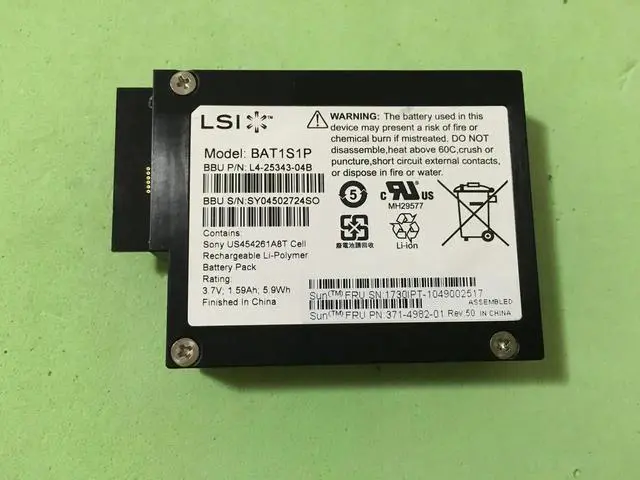 LSI™
Model: BAT1S1P
BBU P/N: L4-25343-04B
BBU S/N:SY04502724SO
Contains:
Sony US454261A8T Cell
Rechargeable Li-Polymer
Battery Pack
Rating:
3.7V; 1.59Ah; 5.9Wh
Finished In China
WARNING: The battery used in this
device may present a risk of fire or
chemical burn if mistreated. DO NOT
disassemble,heat above 60C,crush or
puncture,short circuit external contacts,
or dispose in fire or water.
5
c RU US
MH29577
廢電池請回收
Li-ion
Sun(TM)FRU SN:1730IPT-1049002517
ASSEMBLED
Sun(TM)FRU PN:371-4982-01 Rev:50 IN CHINA